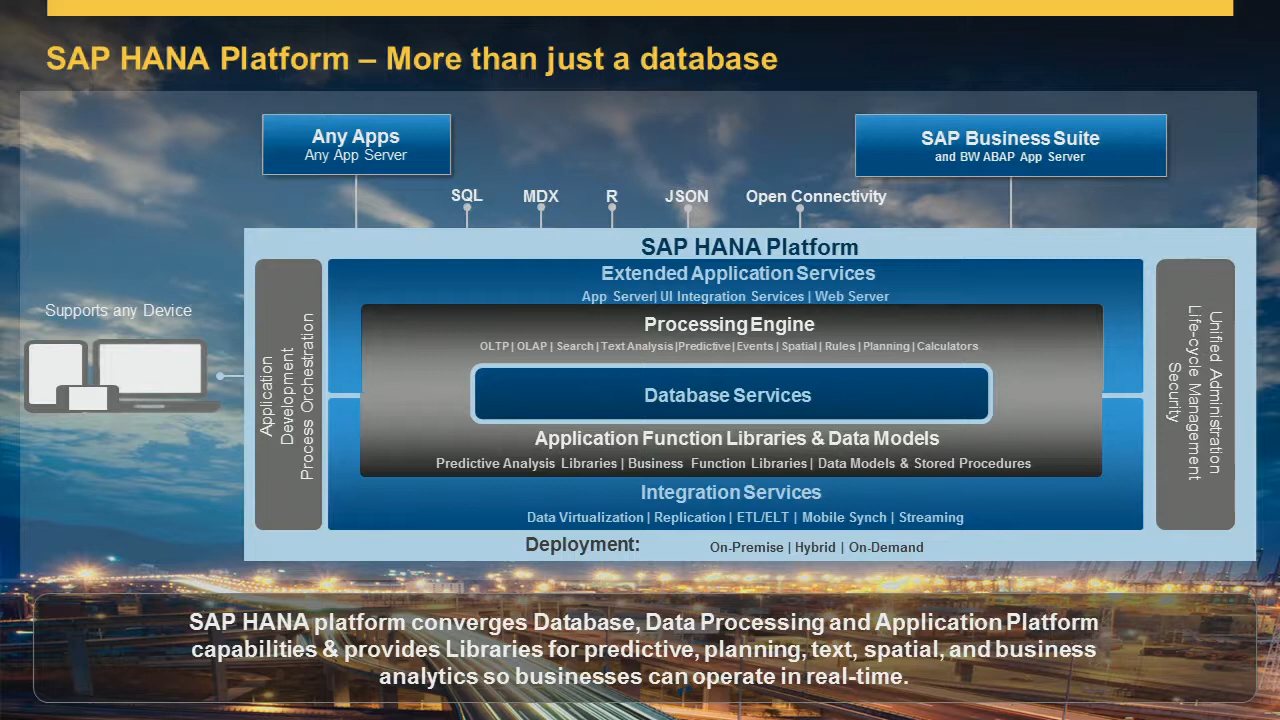 SAP HANA Platform – More than just a database
Any Apps
Any App Server
SAP Business Suite
and BW ABAP App Server
SQL
MDX
R
JSON
Open Connectivity
SAP HANA Platform
Extended Application Services
App Server| UI Integration Services | Web Server
Supports any Device
Application
Development
Process Orchestration
Processing Engine
OLTP | OLAP | Search | Text Analysis |Predictive | Events | Spatial | Rules | Planning | Calculators
Database Services
Application Function Libraries & Data Models
Predictive Analysis Libraries | Business Function Libraries | Data Models & Stored Procedures
Integration Services
Data Virtualization | Replication | ETL/ELT | Mobile Synch | Streaming
Unified Administration
Life-cycle Management
Security
Deployment:
On-Premise | Hybrid | On-Demand
SAP HANA platform converges Database, Data Processing and Application Platform
capabilities & provides Libraries for predictive, planning, text, spatial, and business
analytics so businesses can operate in real-time.